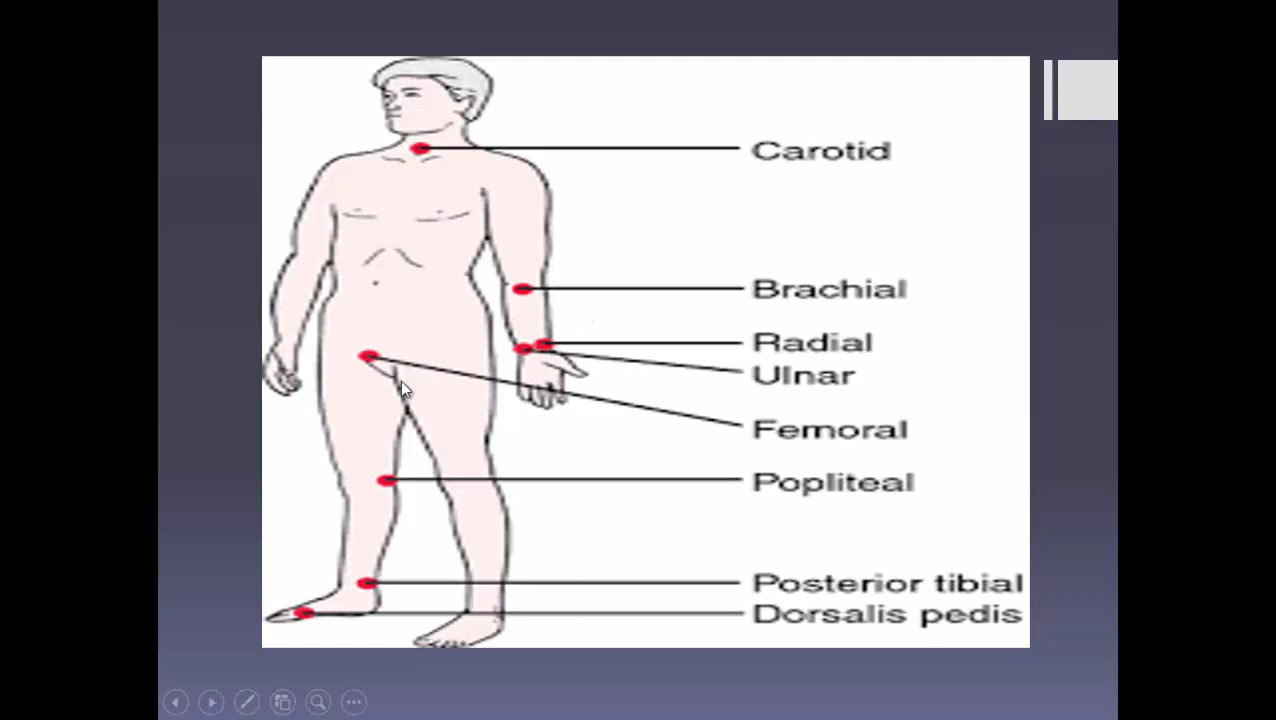 Carotid
Brachial
Radial
Ulnar
Femoral
Popliteal
Posterior tibial
Dorsalis pedis